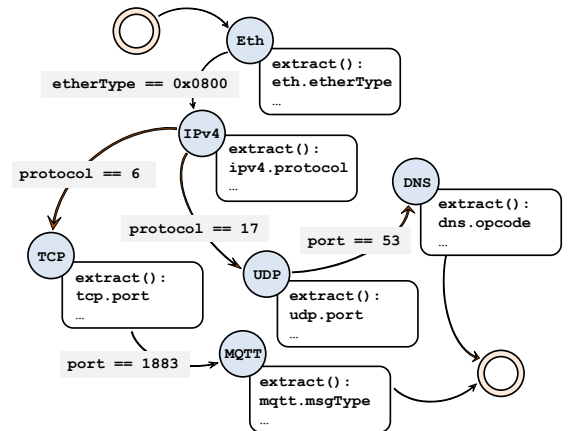 Eth
extract():
eth.etherType
…
etherType == 0x0800
IPv4
extract():
ipv4.protocol
…
protocol == 6
DNS
extract():
dns.opcode
…
protocol == 17
port == 53
TCP
extract():
tcp.port
…
UDP
extract():
udp.port
…
port == 1883
MQTT
extract():
mqtt.msgType
…